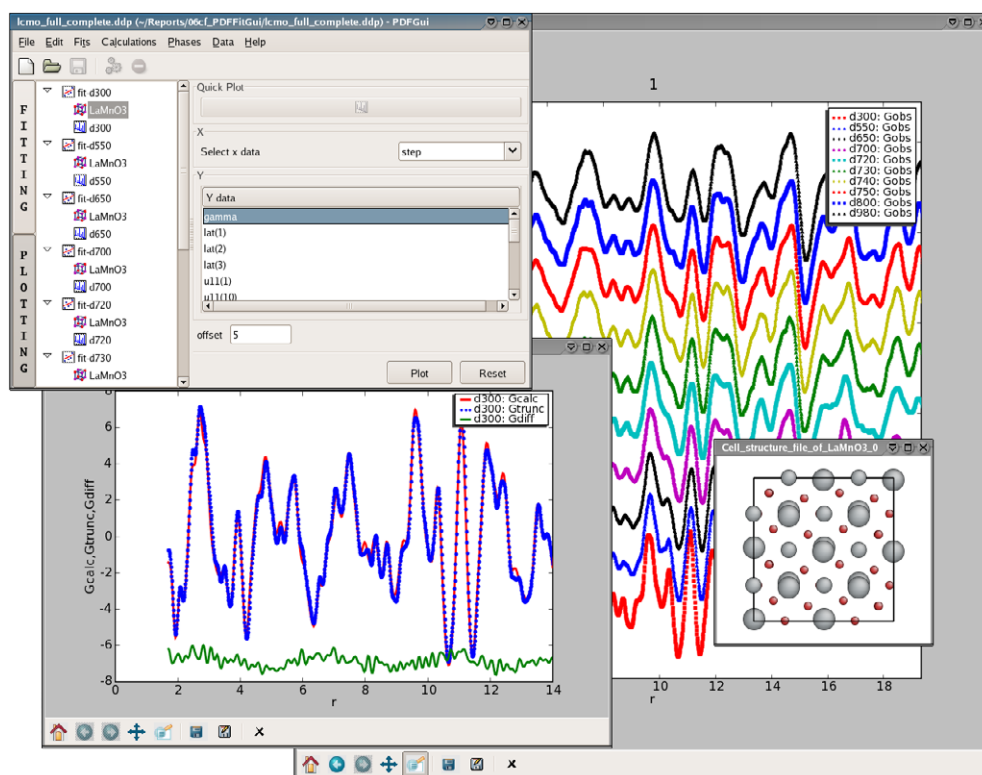 lcmo_full_complete.ddp (~/Reports/06cf_PDFFitGui/lcmo_full_complete.ddp) - PDFGui
File Edit Fits Calculations Phases Data Help
FITTING
PLOTTING
fit d300
LaMnO3
d300
fit-d550
LaMnO3
d550
fit-d650
LaMnO3
d650
fit-d700
LaMnO3
d700
fit-d720
LaMnO3
d720
fit d730
LaMnO3
Quick Plot
X
Select x data step
Y
Y data
gamma
lat(1)
lat(2)
lat(3)
u11(1)
u11(10)
offset 5
Plot Reset
1
d300: Gobs
d550: Gobs
d650: Gobs
d700: Gobs
d720: Gobs
d730: Gobs
d740: Gobs
d750: Gobs
d800: Gobs
d980: Gobs
10 12 14 16 18
r
Cell_structure_file_of_LaMnO3_0
d300: Gcalc
d300: Gtrunc
d300: Gdiff
Gcalc,Gtrunc,Gdiff
8
6
4
2
0
-2
-4
-6
-8
0 2 4 6 8 10 12 14
r
x
x